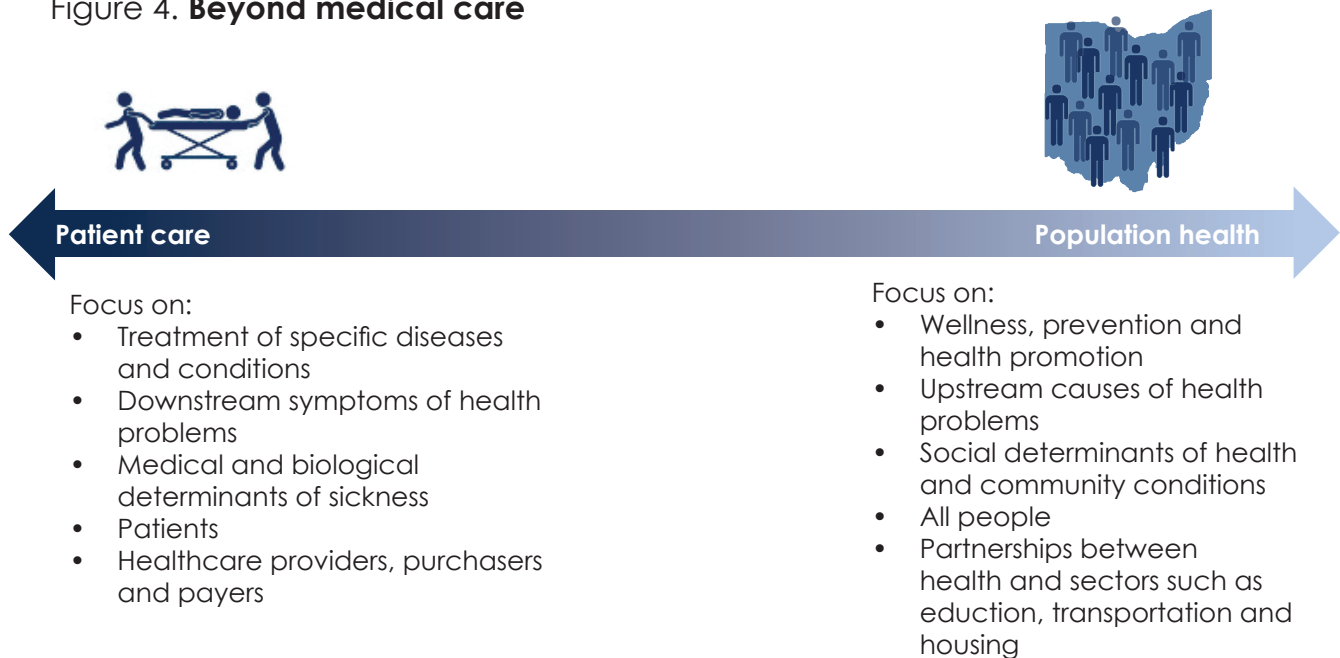 Figure 4. Beyond medical care
Patient care
Population health
Focus on:
• Treatment of specific diseases
and conditions
• Downstream symptoms of health
problems
• Medical and biological
determinants of sickness
• Patients
• Healthcare providers, purchasers
and payers
Focus on:
• Wellness, prevention and
health promotion
• Upstream causes of health
problems
• Social determinants of health
and community conditions
• All people
• Partnerships between
health and sectors such as
eduction, transportation and
housing